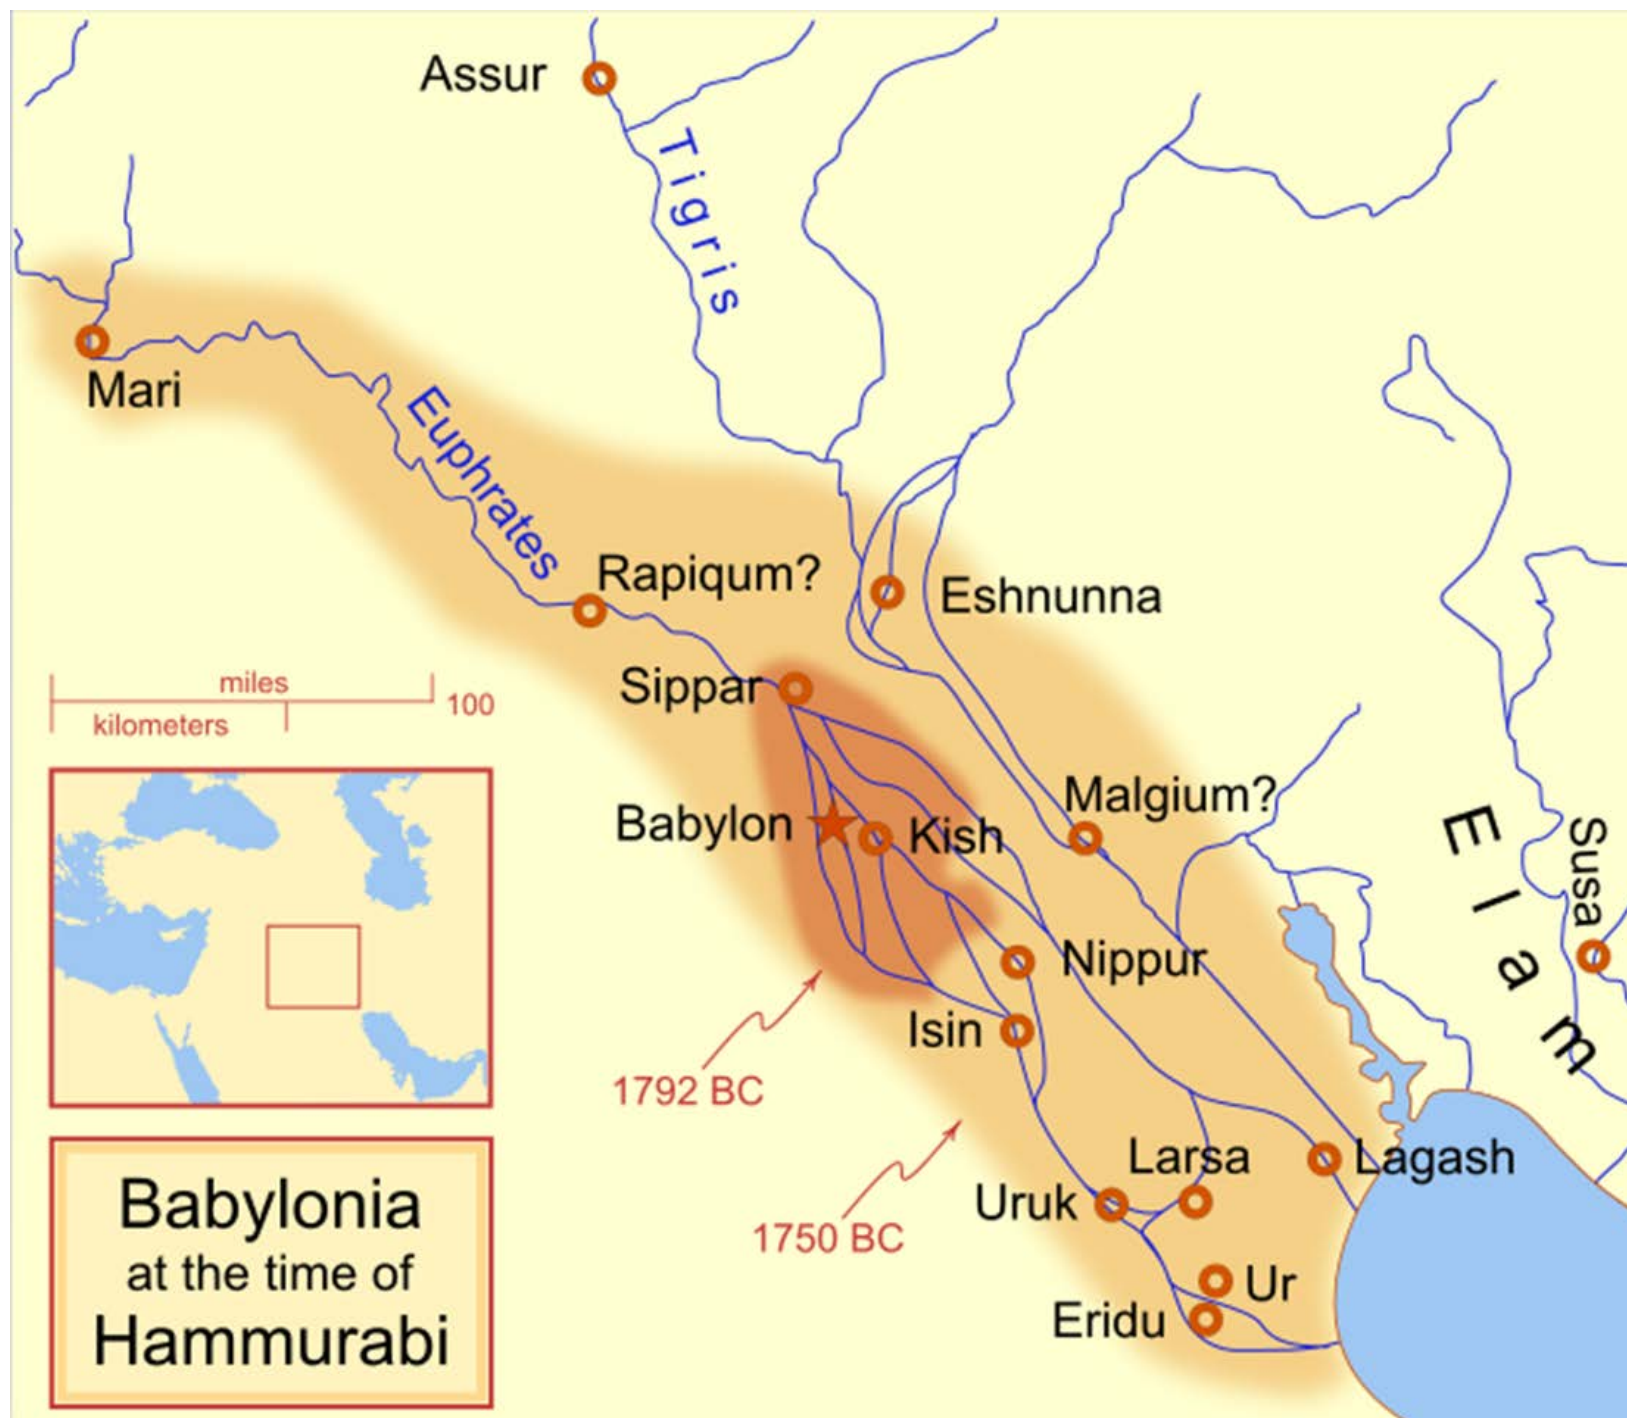 Assur
Tigris
Mari
Euphrates
Rapiqum?
Eshnunna
Sippar
miles
100
kilometers
Malgium?
Babylon
Kish
Elam
Susa
Nippur
Isin
1792 BC
Larsa
Lagash
Uruk
1750 BC
Ur
Eridu
Babylonia
at the time of
Hammurabi